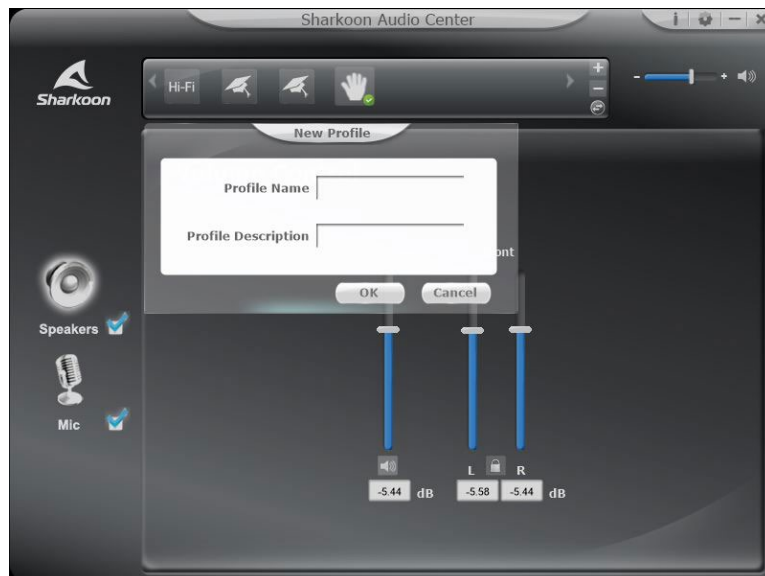 Sharkoon Audio Center
i
Sharkoon
Hi-Fi
- +
New Profile
Profile Name
Profile Description
OK Cancel
Speakers
Mic
L R
-5.44 dB -5.58 -5.44 dB